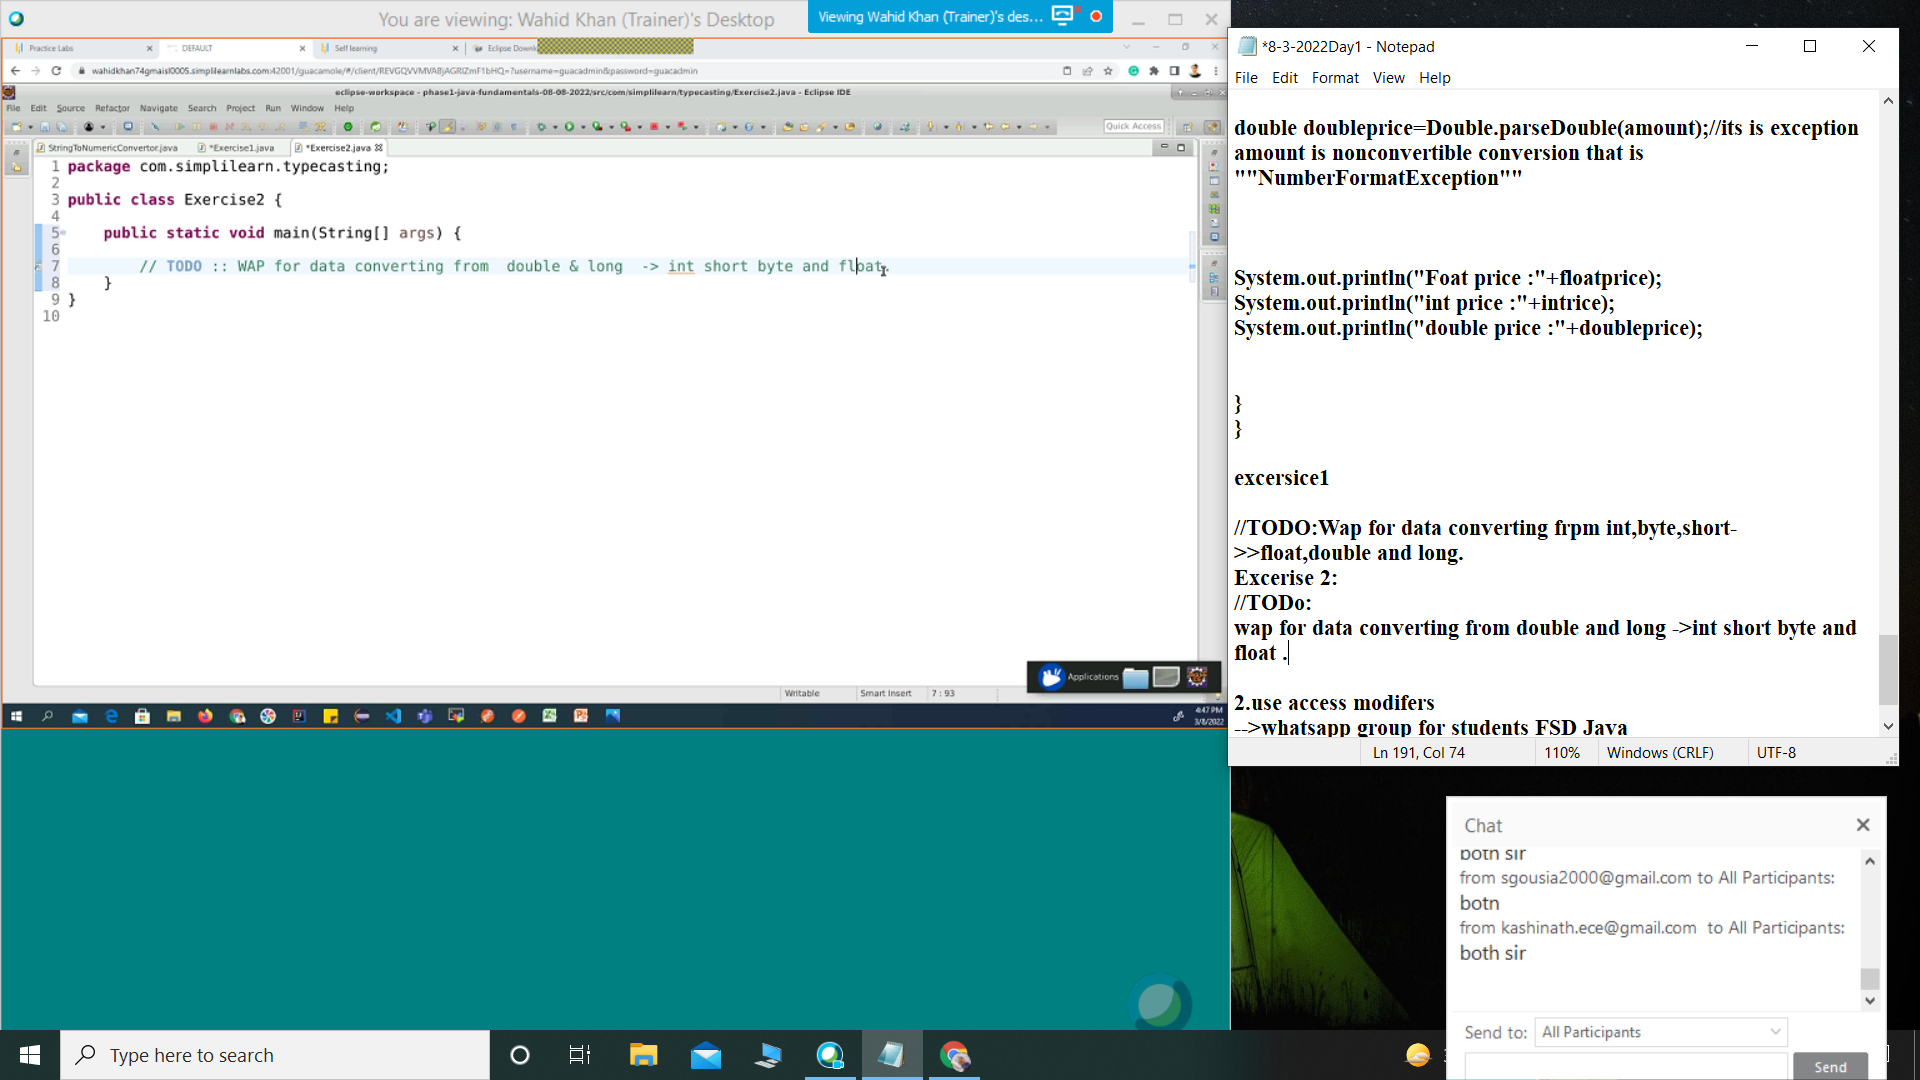 You are viewing: Wahid Khan (Trainer)'s Desktop
Viewing Wahid Khan (Trainer)'s des...
Practice Labs
DEFAULT
Self learning
Eclipse Downl
wahidkhan74gmaisl0005.simplilearnlabs.com:42001/guacamole/#/client/REVGQVVMVABjAGRlZmF1bHQ=?username=guacadmin&password=guacadmin
eclipse-workspace - phase1-java-fundamentals-08-08-2022/src/com/simplilearn/typecasting/Exercise2.java - Eclipse IDE
File Edit Source Refactor Navigate Search Project Run Window Help
Quick Access
StringToNumericConvertor.java
*Exercise1.java
*Exercise2.java
1 package com.simplilearn.typecasting;
2
3 public class Exercise2 {
4
5 public static void main(String[] args) {
6
7 // TODO :: WAP for data converting from double & long -> int short byte and float.
8 }
9 }
10
Applications
Writable
Smart Insert
7 : 93
4:47 PM
3/8/2022
*8-3-2022Day1 - Notepad
File Edit Format View Help
double doubleprice=Double.parseDouble(amount);//its is exception
amount is nonconvertible conversion that is
""NumberFormatException""
System.out.println("Foat price :"+floatprice);
System.out.println("int price :"+intrice);
System.out.println("double price :"+doubleprice);
}
}
excersice1
//TODO:Wap for data converting frpm int,byte,short-
>>float,double and long.
Excerise 2:
//TODo:
wap for data converting from double and long ->int short byte and
float .
2.use access modifers
-->whatsapp group for students FSD Java
Ln 191, Col 74
110%
Windows (CRLF)
UTF-8
Chat
both sir
from sgousia2000@gmail.com to All Participants:
botn
from kashinath.ece@gmail.com to All Participants:
both sir
Send to:
All Participants
Send
Type here to search